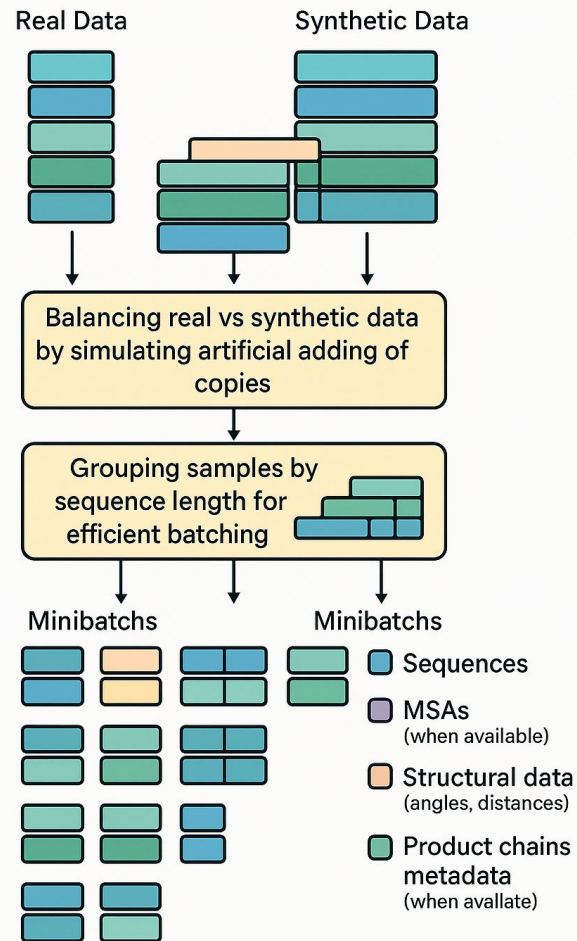 Real Data
Synthetic Data
Balancing real vs synthetic data
by simulating artificial adding of
copies
Grouping samples by
sequence length for
efficient batching
Minibatchs
Minibatchs
Sequences
MSAs
(when available)
Structural data
(angles, distances)
Product chains
metadata
(when avallate)